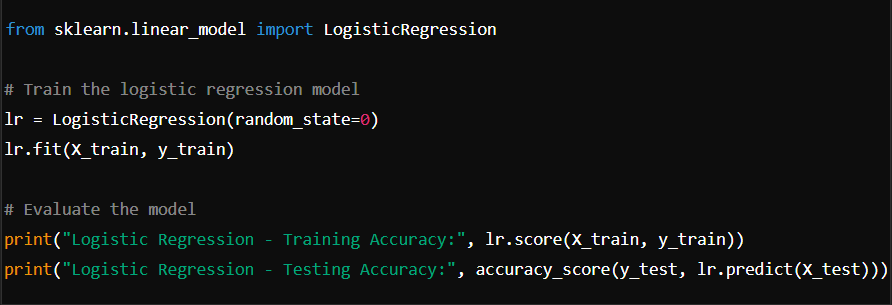 from sklearn.linear_model import LogisticRegression
# Train the logistic regression model
lr = LogisticRegression(random_state=0)
lr.fit(X_train, y_train)
# Evaluate the model
print("Logistic Regression - Training Accuracy:", lr.score(X_train, y_train))
print("Logistic Regression - Testing Accuracy:", accuracy_score(y_test, lr.predict(X_test)))